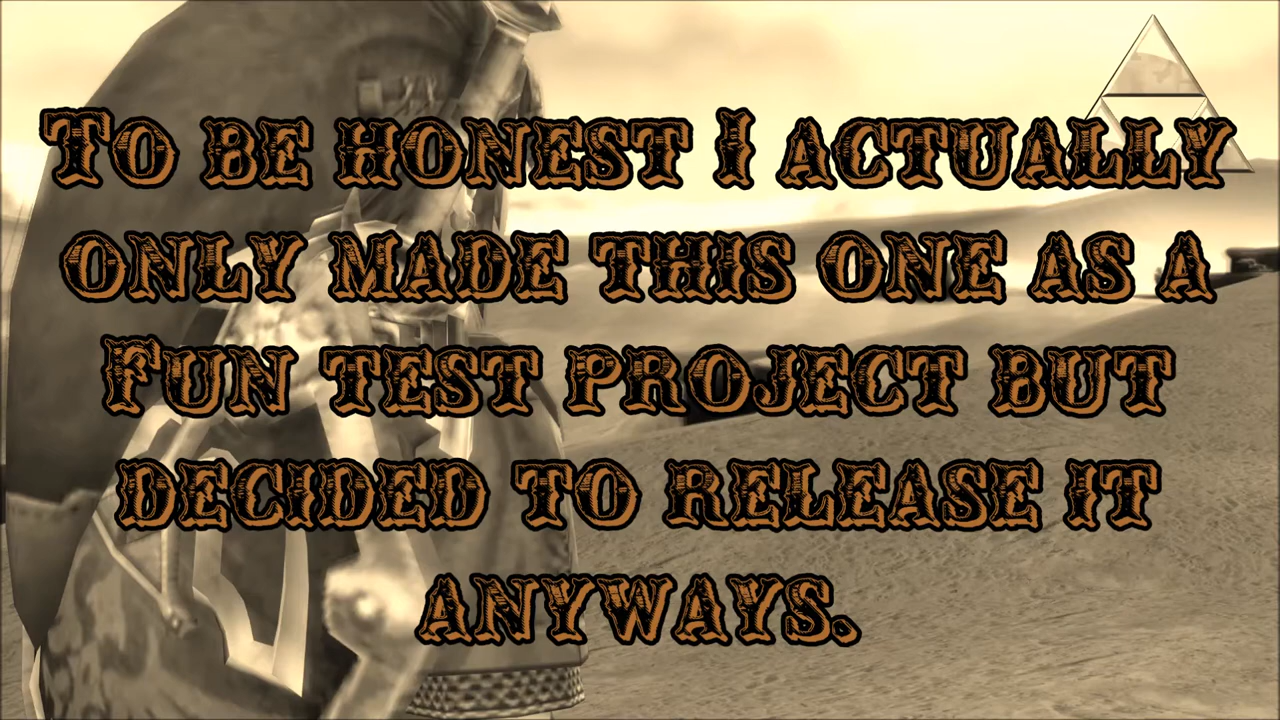 To be honest I actually
only made this one as a
Fun test project but
decided to release it
anyways.